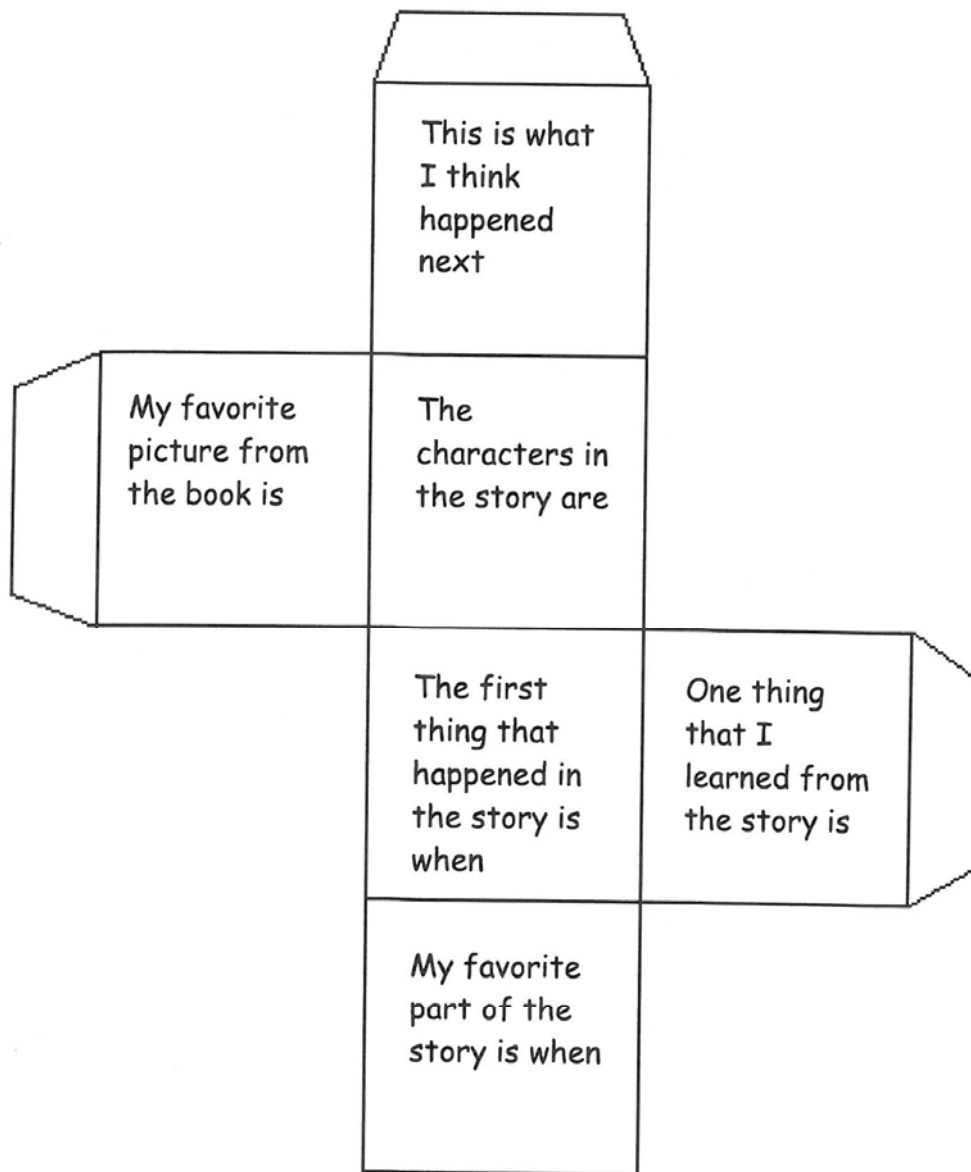 This is what
I think
happened
next
My favorite
picture from
the book is
The
characters in
the story are
The first
thing that
happened in
the story is
when
One thing
that I
learned from
the story is
My favorite
part of the
story is when